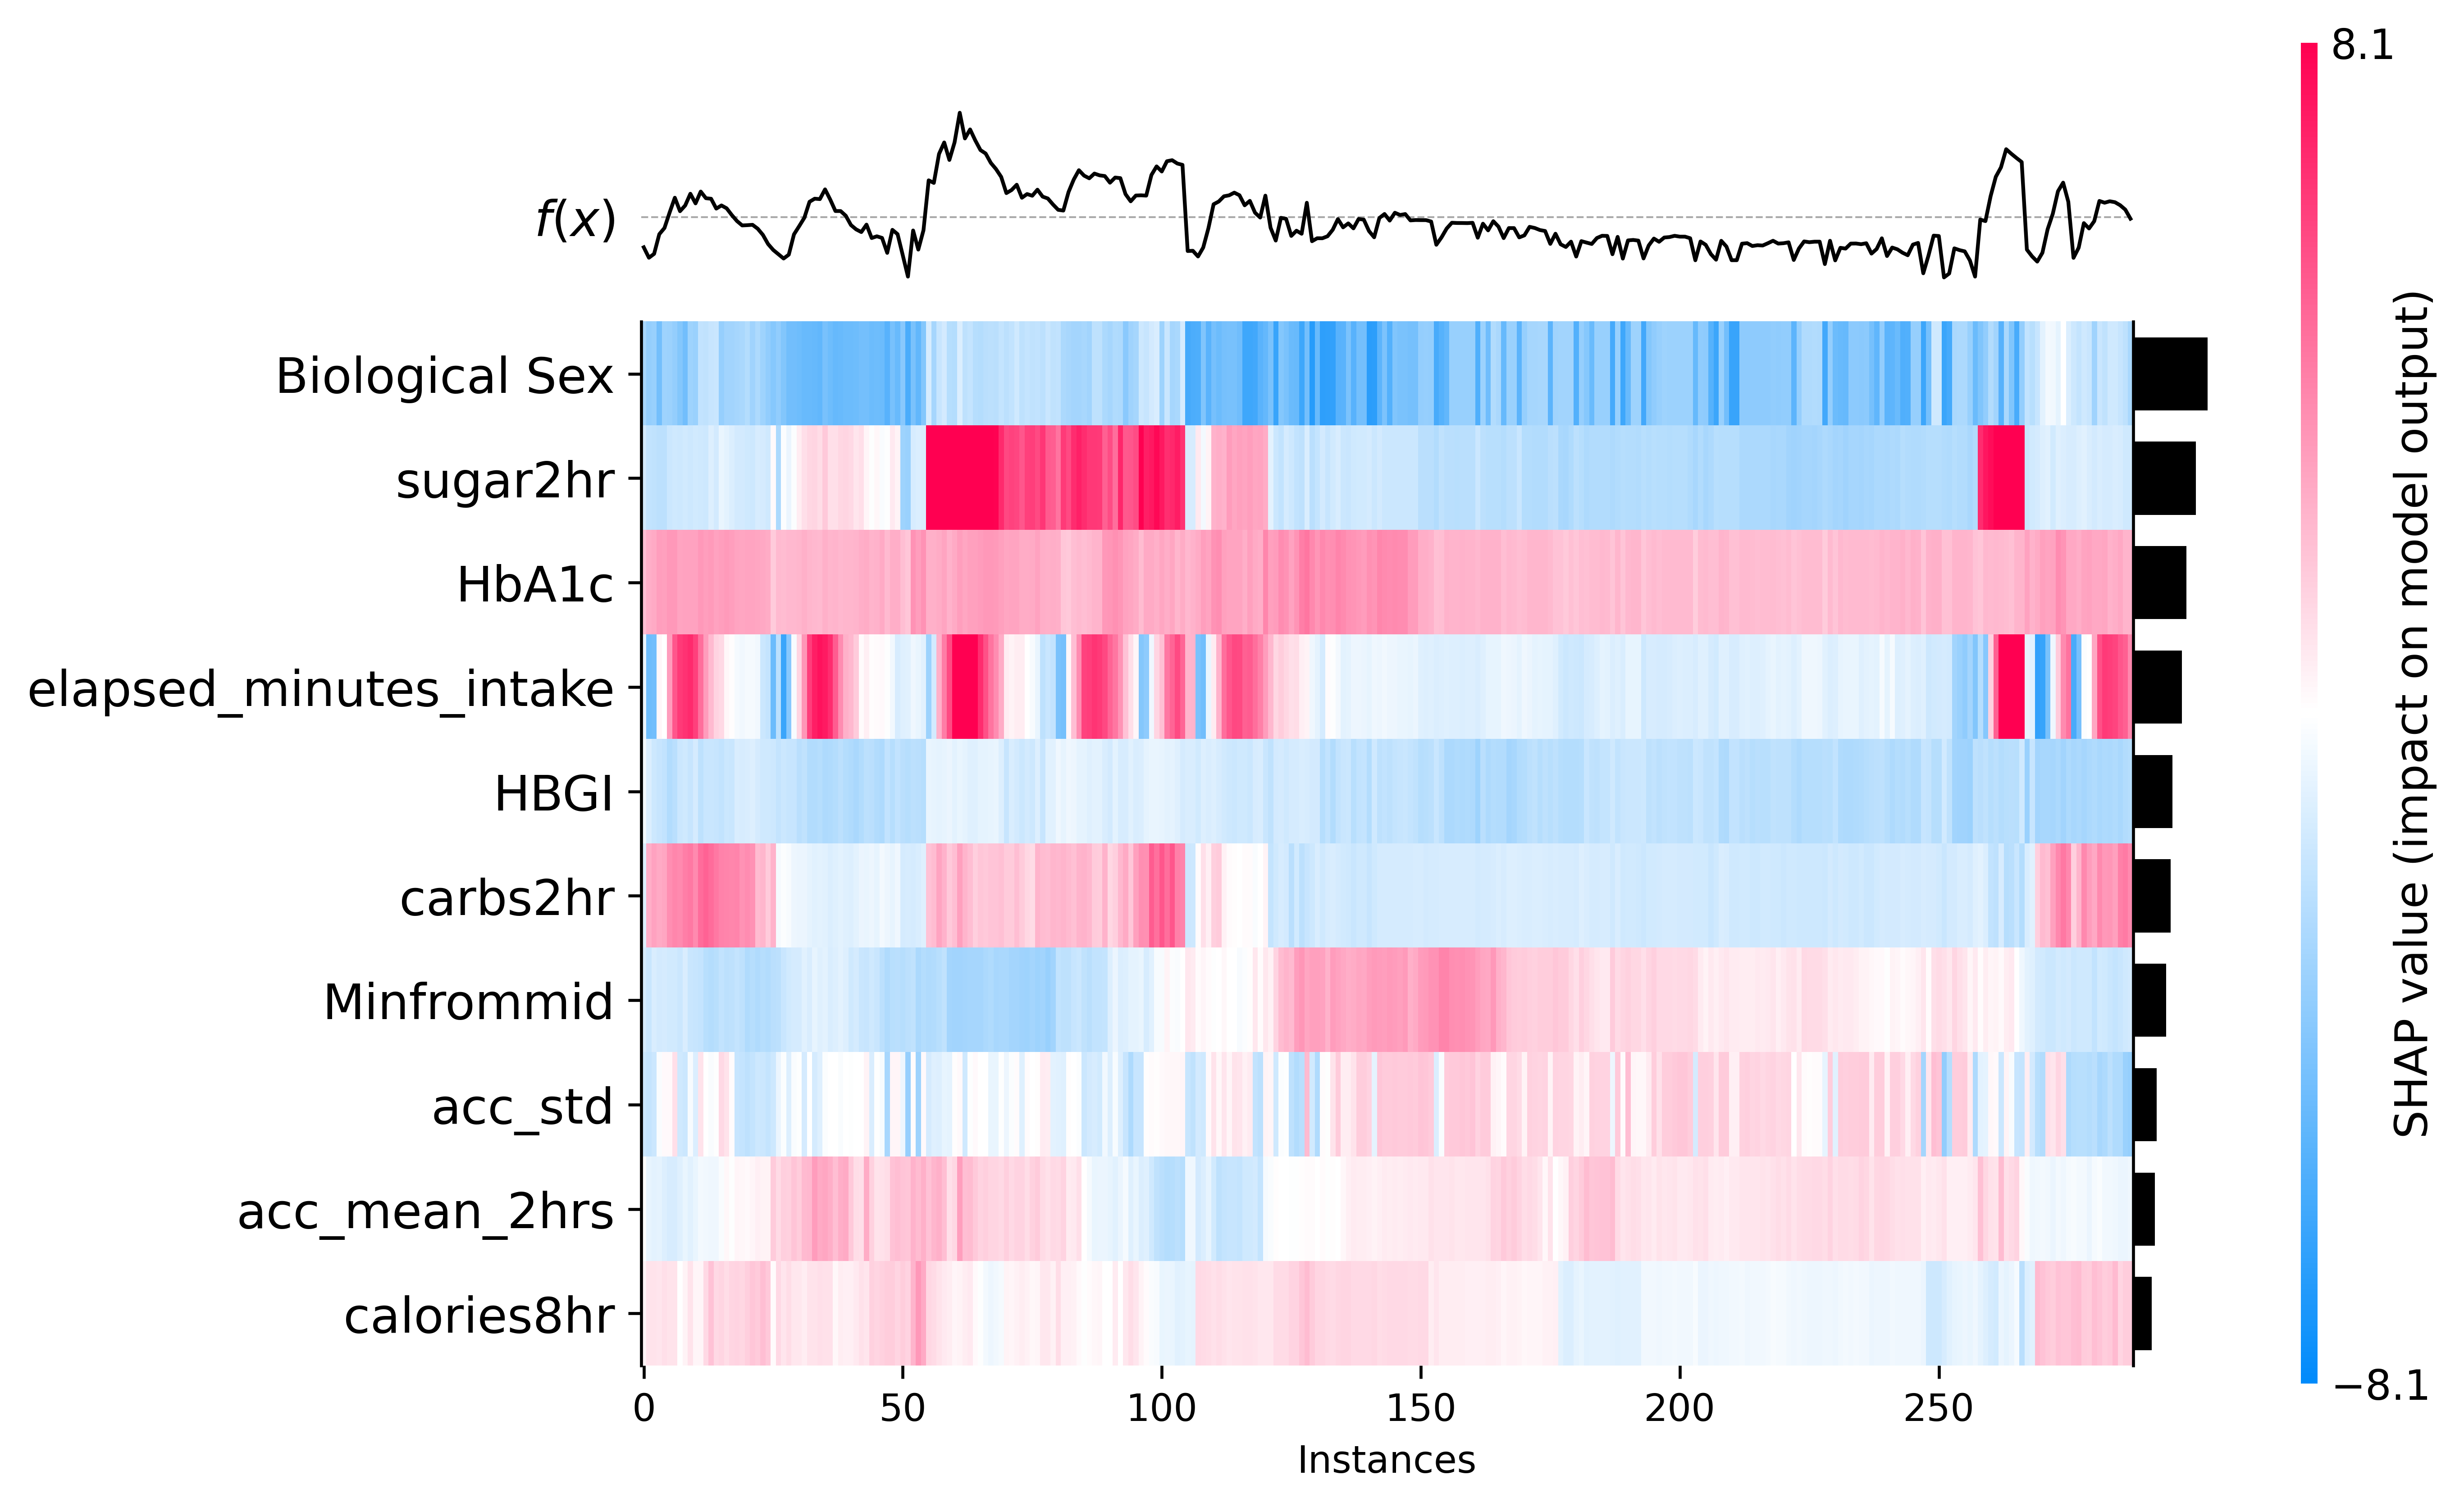 8.1
f(x)
Biological Sex
sugar2hr
HbA1c
elapsed_minutes_intake
HBGI
carbs2hr
Minfrommid
acc_std
acc_mean_2hrs
calories8hr
0 50 100 150 200 250
Instances
SHAP value (impact on model output)
−8.1